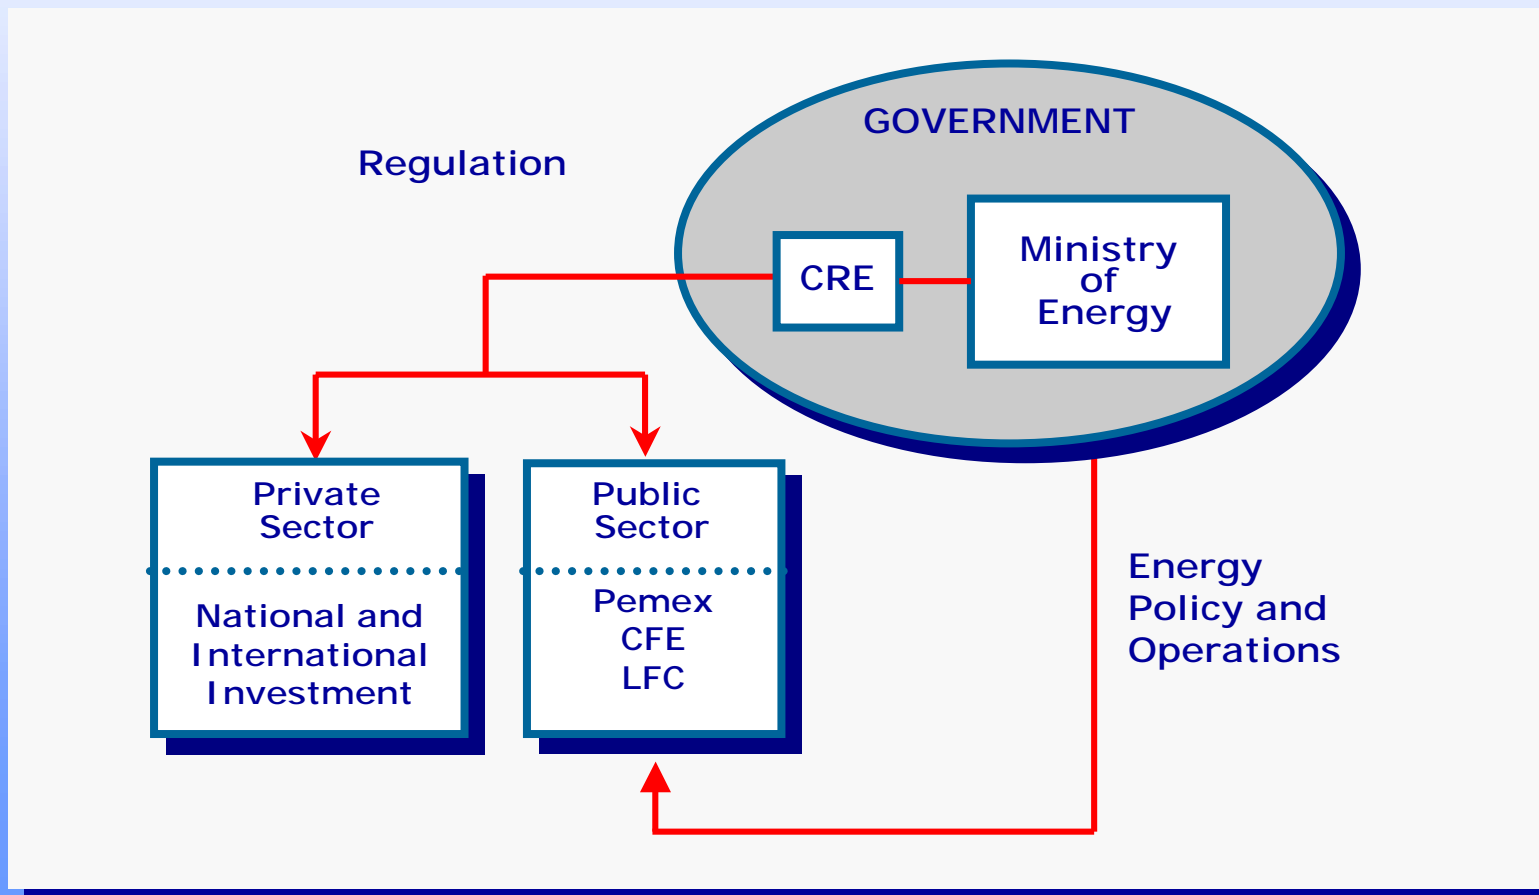 GOVERNMENT
Regulation
CRE
Ministry
of
Energy
Private
Sector
National and
International
Investment
Public
Sector
Pemex
CFE
LFC
Energy
Policy and
Operations